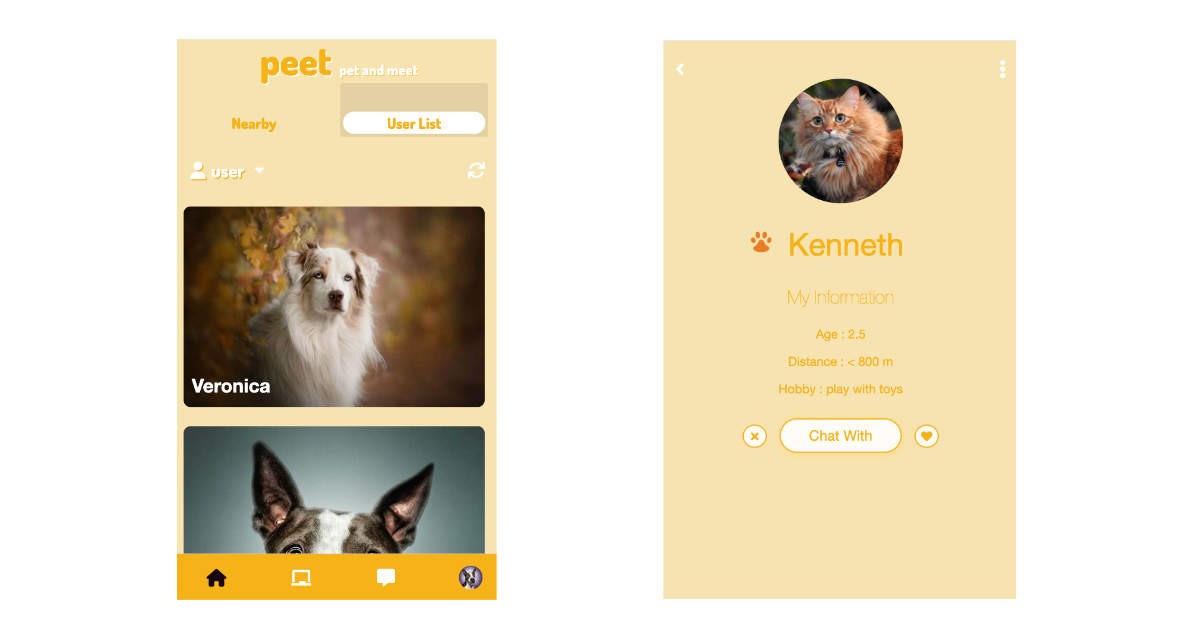 peet pet and meet
Nearby
User List
user
Veronica
Kenneth
My Information
Age : 2.5
Distance : < 800 m
Hobby : play with toys
Chat With